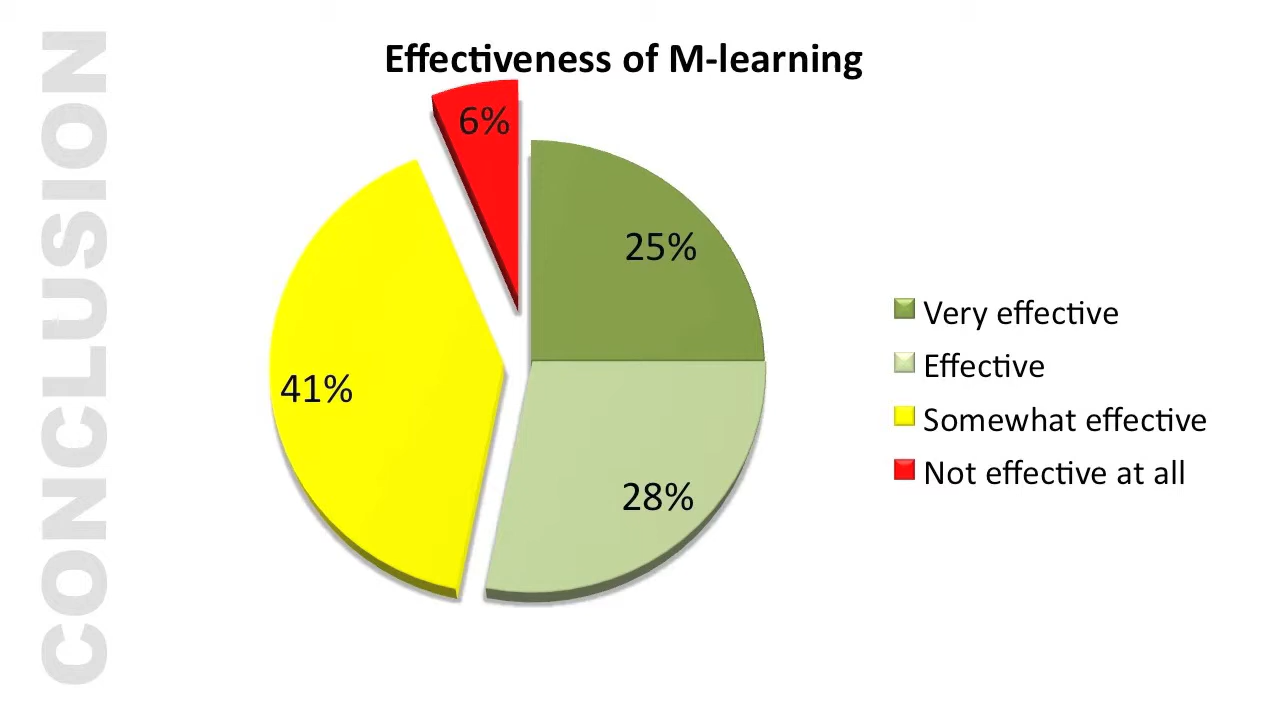 CONCLUSION
Effectiveness of M-learning
6%
25%
41%
28%
Very effective
Effective
Somewhat effective
Not effective at all